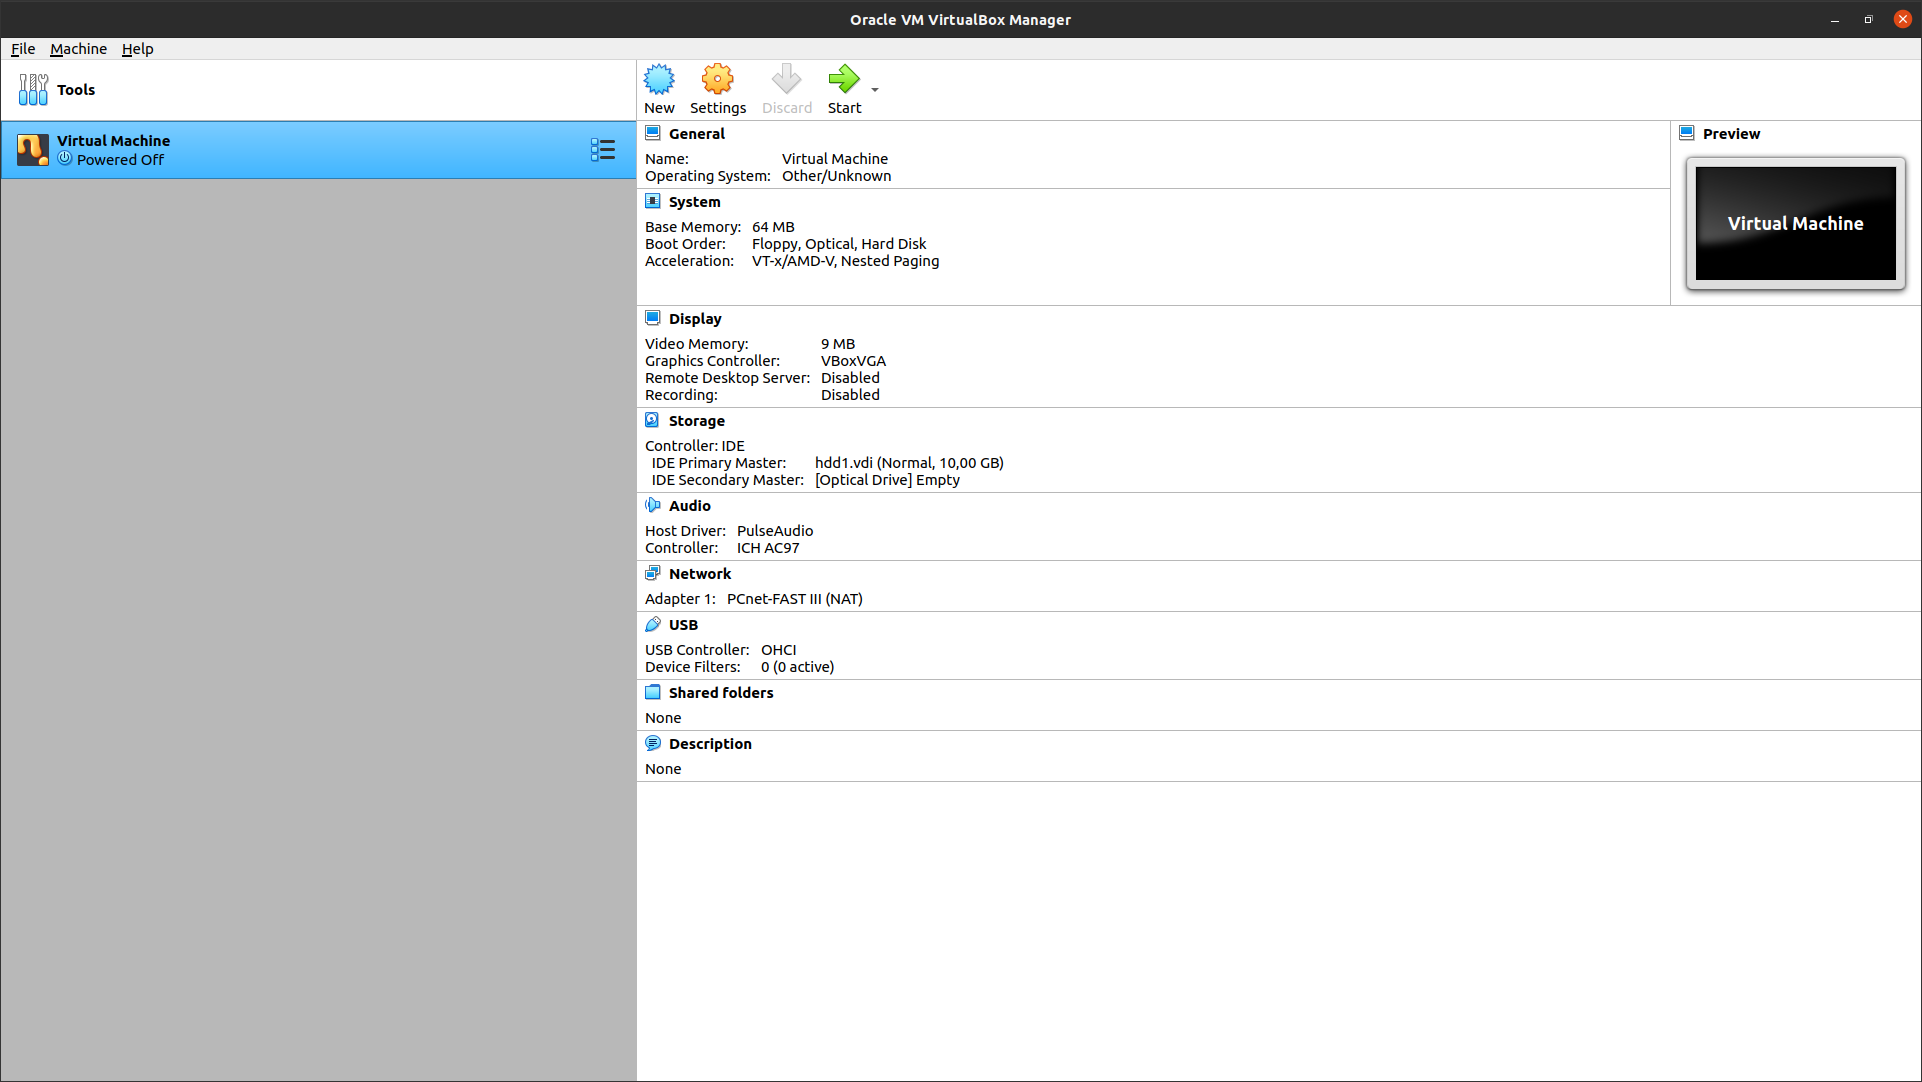 Oracle VM VirtualBox Manager
File Machine Help
Tools
New Settings Discard Start
Virtual Machine
Powered Off
General
Name: Virtual Machine
Operating System: Other/Unknown
System
Base Memory: 64 MB
Boot Order: Floppy, Optical, Hard Disk
Acceleration: VT-x/AMD-V, Nested Paging
Preview
Virtual Machine
Display
Video Memory: 9 MB
Graphics Controller: VBoxVGA
Remote Desktop Server: Disabled
Recording: Disabled
Storage
Controller: IDE
IDE Primary Master: hdd1.vdi (Normal, 10,00 GB)
IDE Secondary Master: [Optical Drive] Empty
Audio
Host Driver: PulseAudio
Controller: ICH AC97
Network
Adapter 1: PCnet-FAST III (NAT)
USB
USB Controller: OHCI
Device Filters: 0 (0 active)
Shared folders
None
Description
None